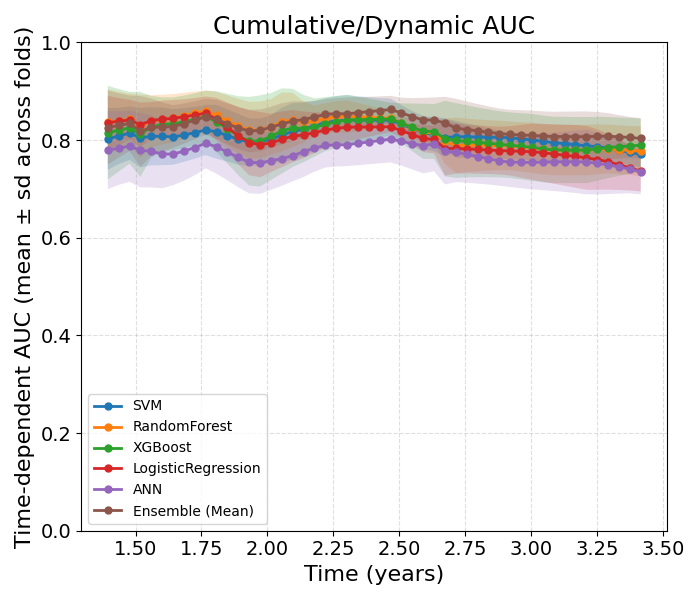 Cumulative/Dynamic AUC
Time-dependent AUC (mean ± sd across folds)
1.0
0.8
0.6
0.4
0.2
0.0
SVM
RandomForest
XGBoost
LogisticRegression
ANN
Ensemble (Mean)
1.50 1.75 2.00 2.25 2.50 2.75 3.00 3.25 3.50
Time (years)